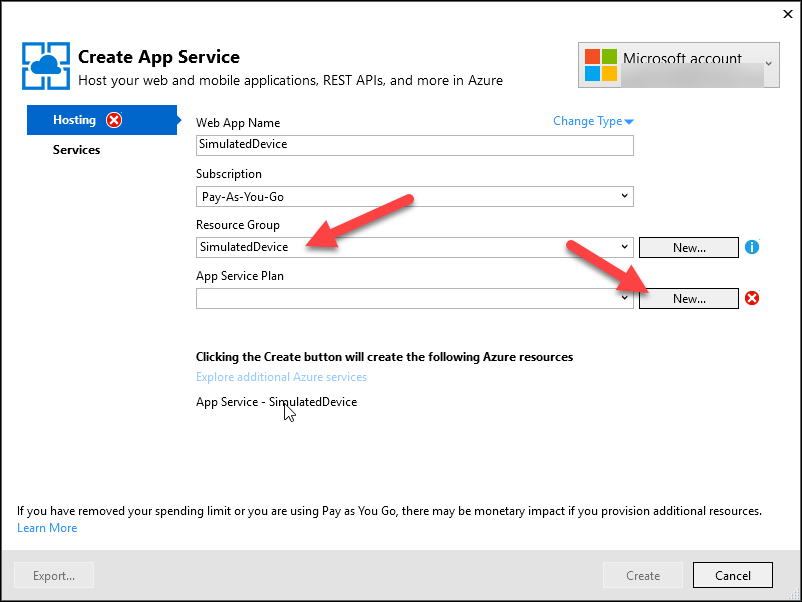 Create App Service
Host your web and mobile applications, REST APIs, and more in Azure
Microsoft account
Hosting
Services
Web App Name
Change Type
SimulatedDevice
Subscription
Pay-As-You-Go
Resource Group
SimulatedDevice
New...
App Service Plan
New...
Clicking the Create button will create the following Azure resources
Explore additional Azure services
App Service - SimulatedDevice
If you have removed your spending limit or you are using Pay as You Go, there may be monetary impact if you provision additional resources.
Learn More
Export...
Create
Cancel